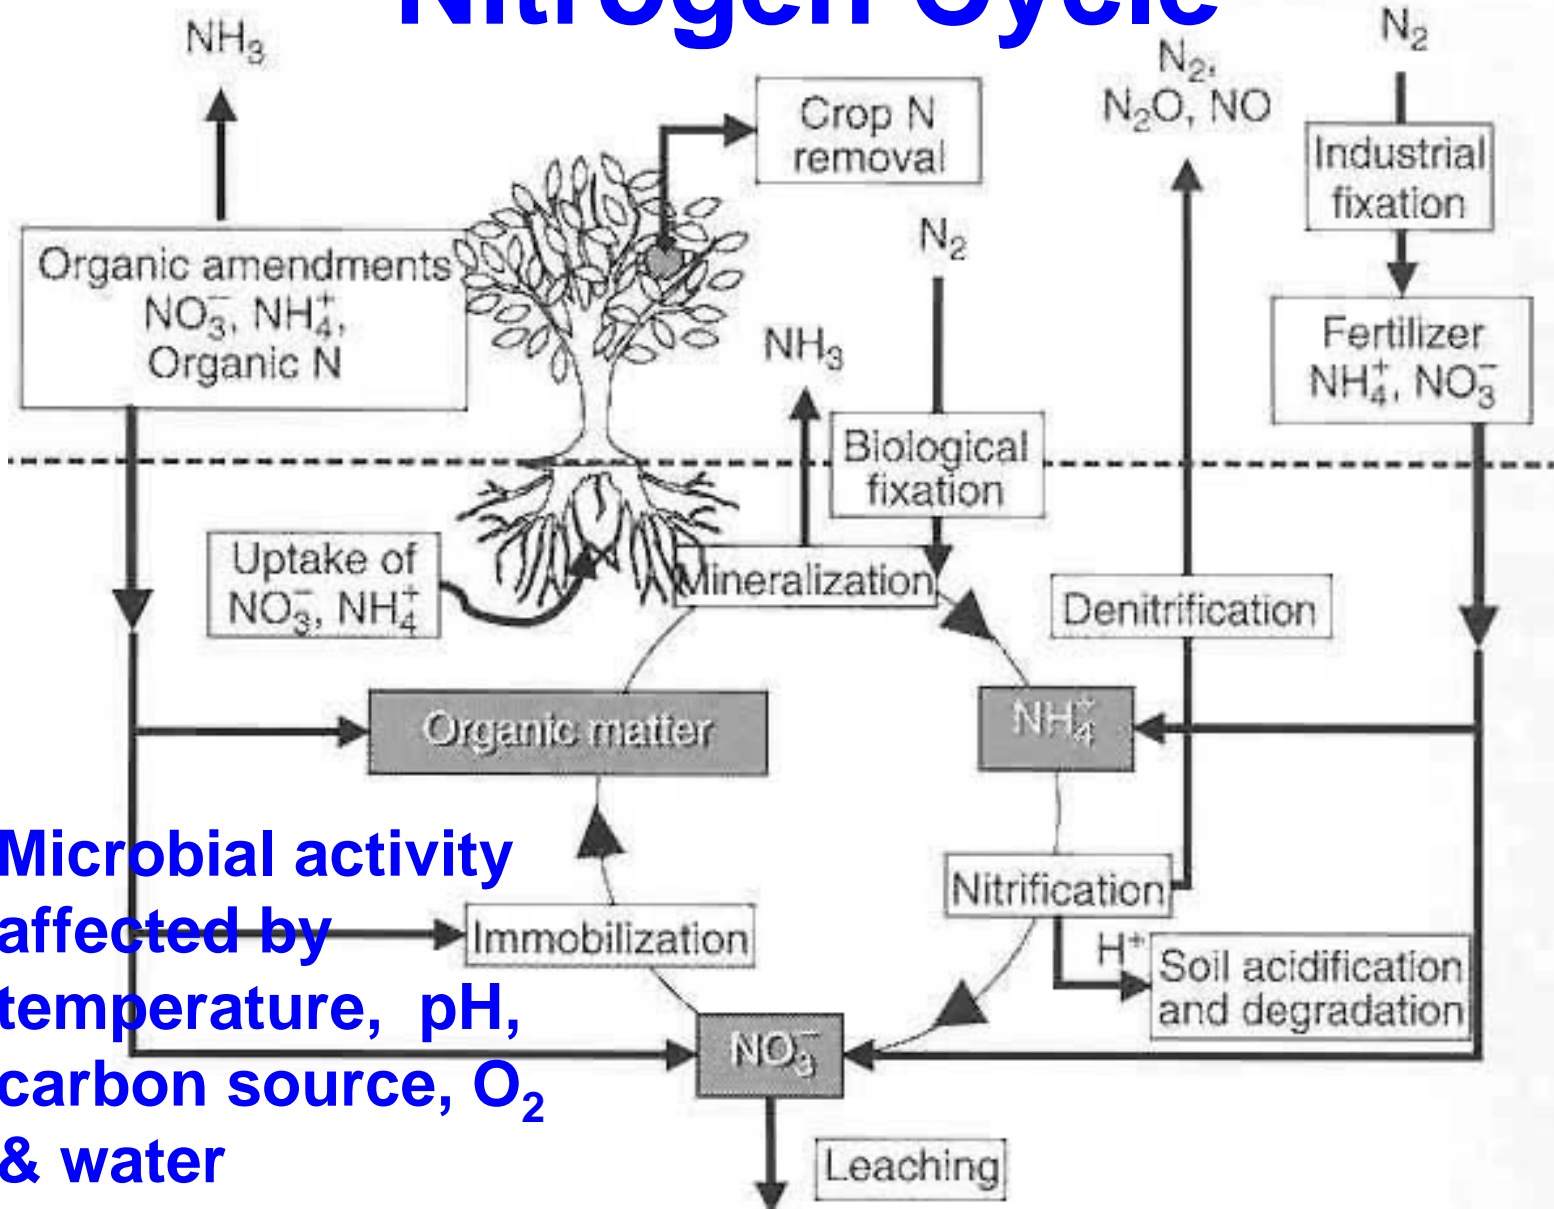 Nitrogen Cycle
NH₃
N₂
N₂,
N₂O, NO
Crop N
removal
Industrial
fixation
Organic amendments
NO₃⁻, NH₄⁺,
Organic N
N₂
NH₃
Fertilizer
NH₄⁺, NO₃⁻
Biological
fixation
Uptake of
NO₃⁻, NH₄⁺
Mineralization
Denitrification
Organic matter
NH₄⁺
Microbial activity
affected by
temperature, pH,
carbon source, O₂
& water
Nitrification
Immobilization
H⁺
Soil acidification
and degradation
NO₃⁻
Leaching